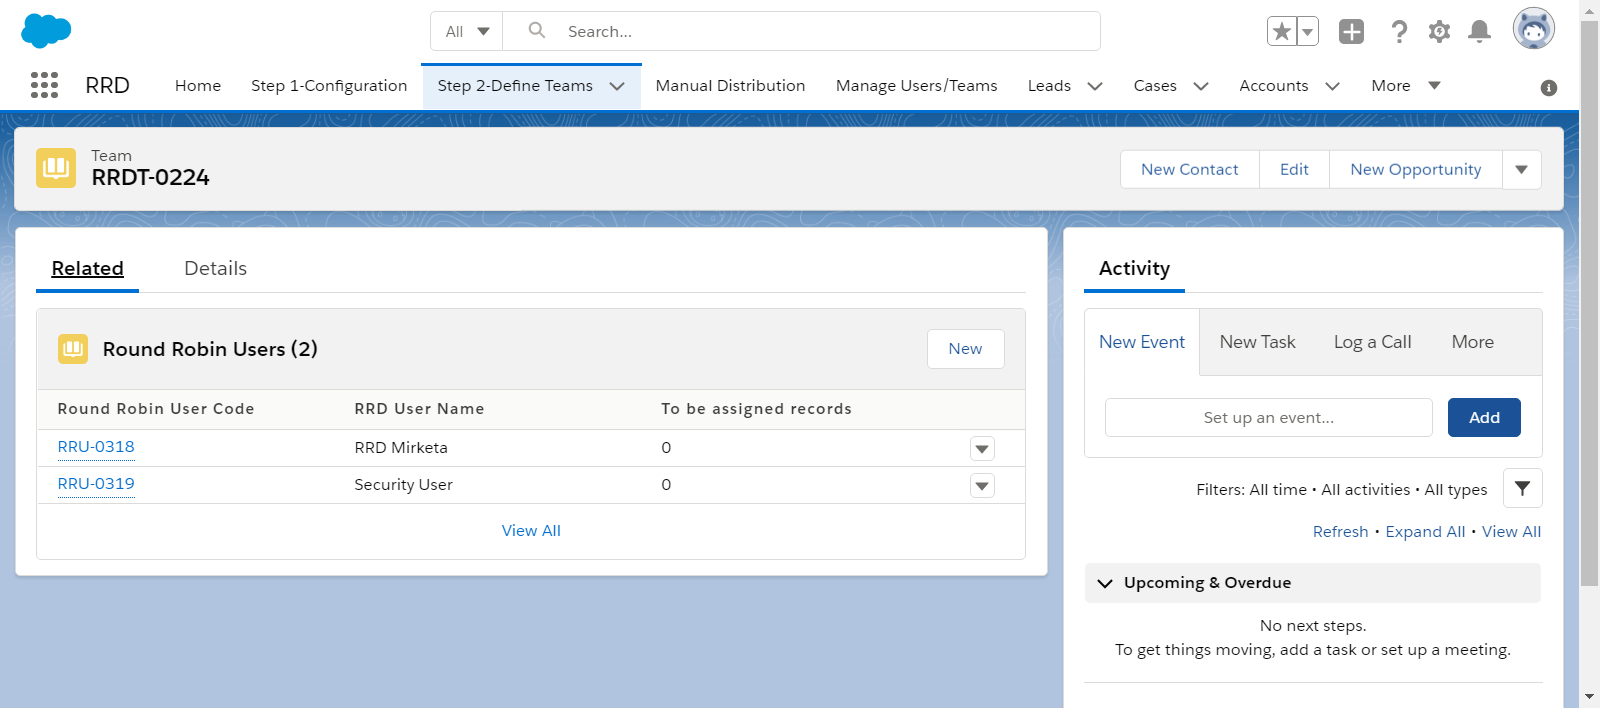 All
Search...
RRD
Home
Step 1-Configuration
Step 2-Define Teams
Manual Distribution
Manage Users/Teams
Leads
Cases
Accounts
More
Team
RRDT-0224
New Contact
Edit
New Opportunity
Related
Details
Round Robin Users (2)
New
Round Robin User Code
RRD User Name
To be assigned records
RRU-0318
RRD Mirketa
0
RRU-0319
Security User
0
View All
Activity
New Event
New Task
Log a Call
More
Set up an event...
Add
Filters: All time • All activities • All types
Refresh • Expand All • View All
Upcoming & Overdue
No next steps.
To get things moving, add a task or set up a meeting.